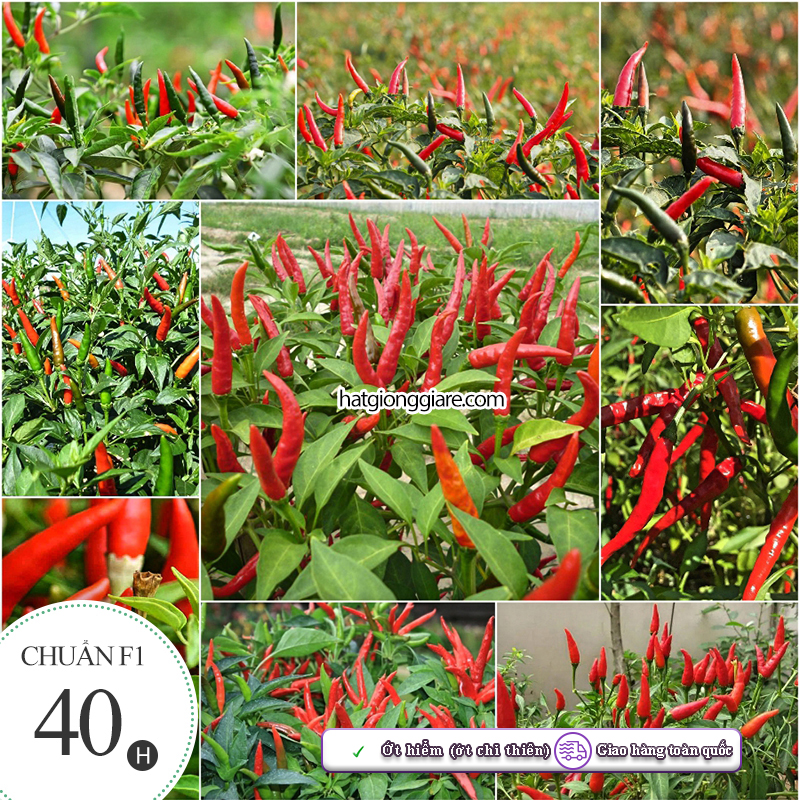 hatgionggiare.com
CHUẨN F1
40
H
✓ Ớt hiểm (ớt chỉ thiên)
Giao hàng toàn quốc